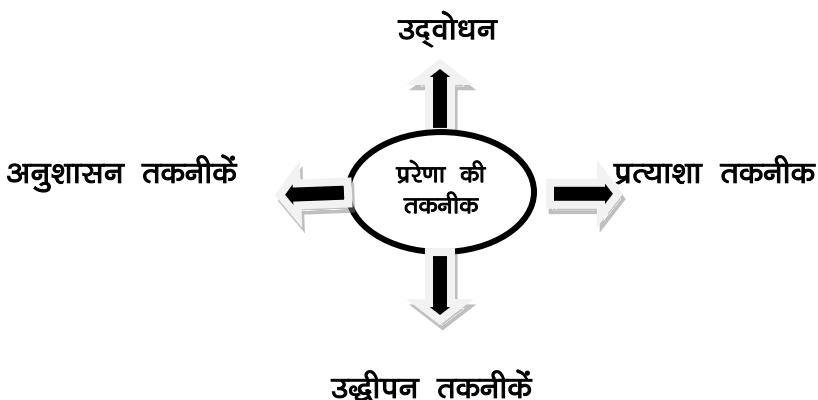 उद्वोधन
अनुशासन तकनीकें
प्ररेणा की
तकनीक
प्रत्याशा तकनीक
उद्धीपन तकनीकें